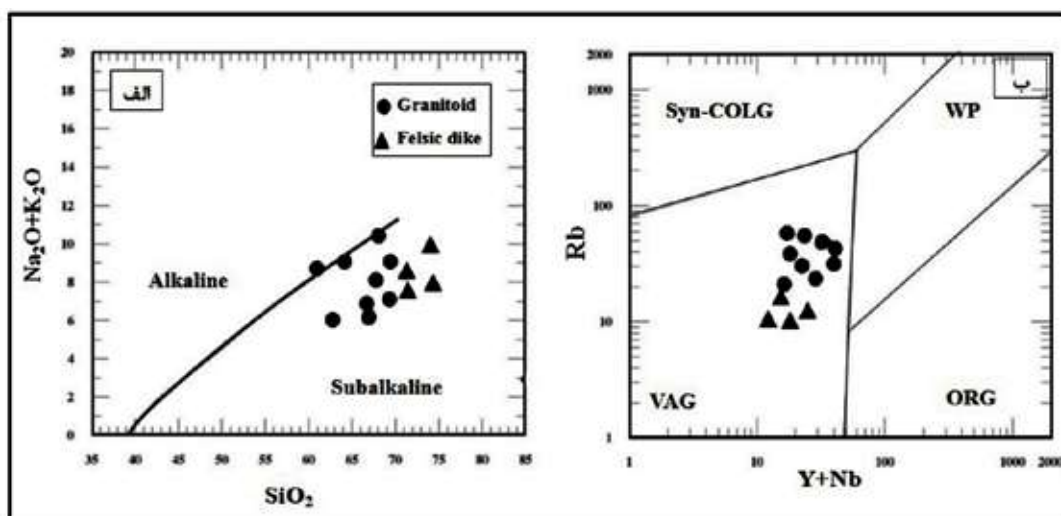 20
18
16
14
12
10
8
6
4
2
0
Na₂O+K₂O
الف
Granitoid
Felsic dike
Alkaline
Subalkaline
35 40 45 50 55 60 65 70 75 80 85
SiO₂
2000
1000
100
10
1
Rb
ب
Syn-COLG
WP
VAG
ORG
1 10 100 1000 2000
Y+Nb